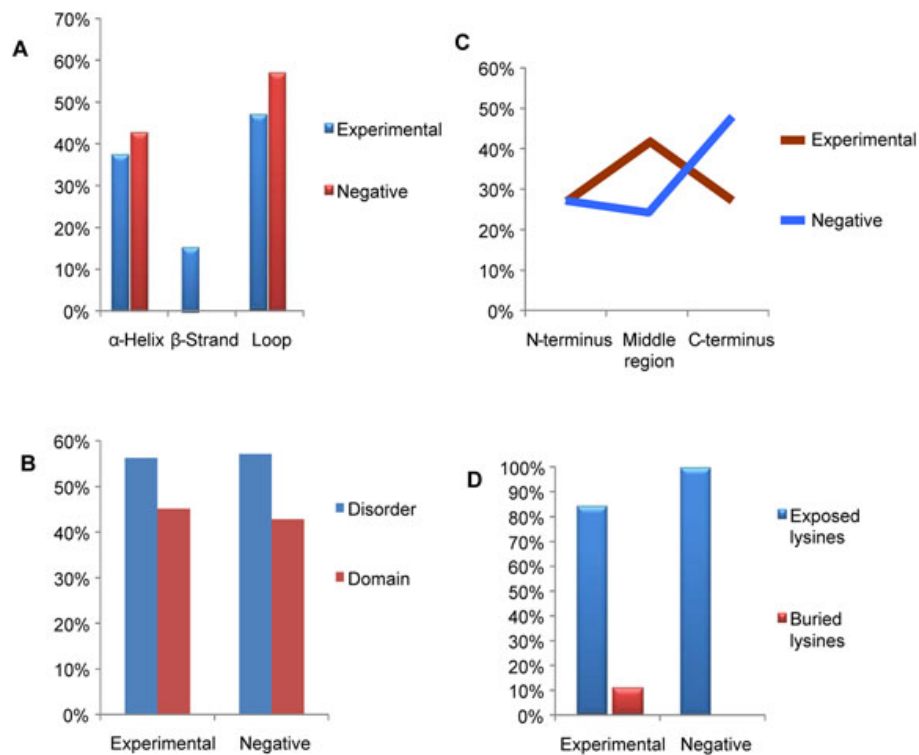 A
70%
60%
50%
40%
30%
20%
10%
0%
α-Helix β-Strand Loop
Experimental
Negative
C
60%
50%
40%
30%
20%
10%
0%
N-terminus Middle region C-terminus
Experimental
Negative
B
60%
50%
40%
30%
20%
10%
0%
Experimental Negative
Disorder
Domain
D
100%
90%
80%
70%
60%
50%
40%
30%
20%
10%
0%
Experimental Negative
Exposed
lysines
Buried
lysines